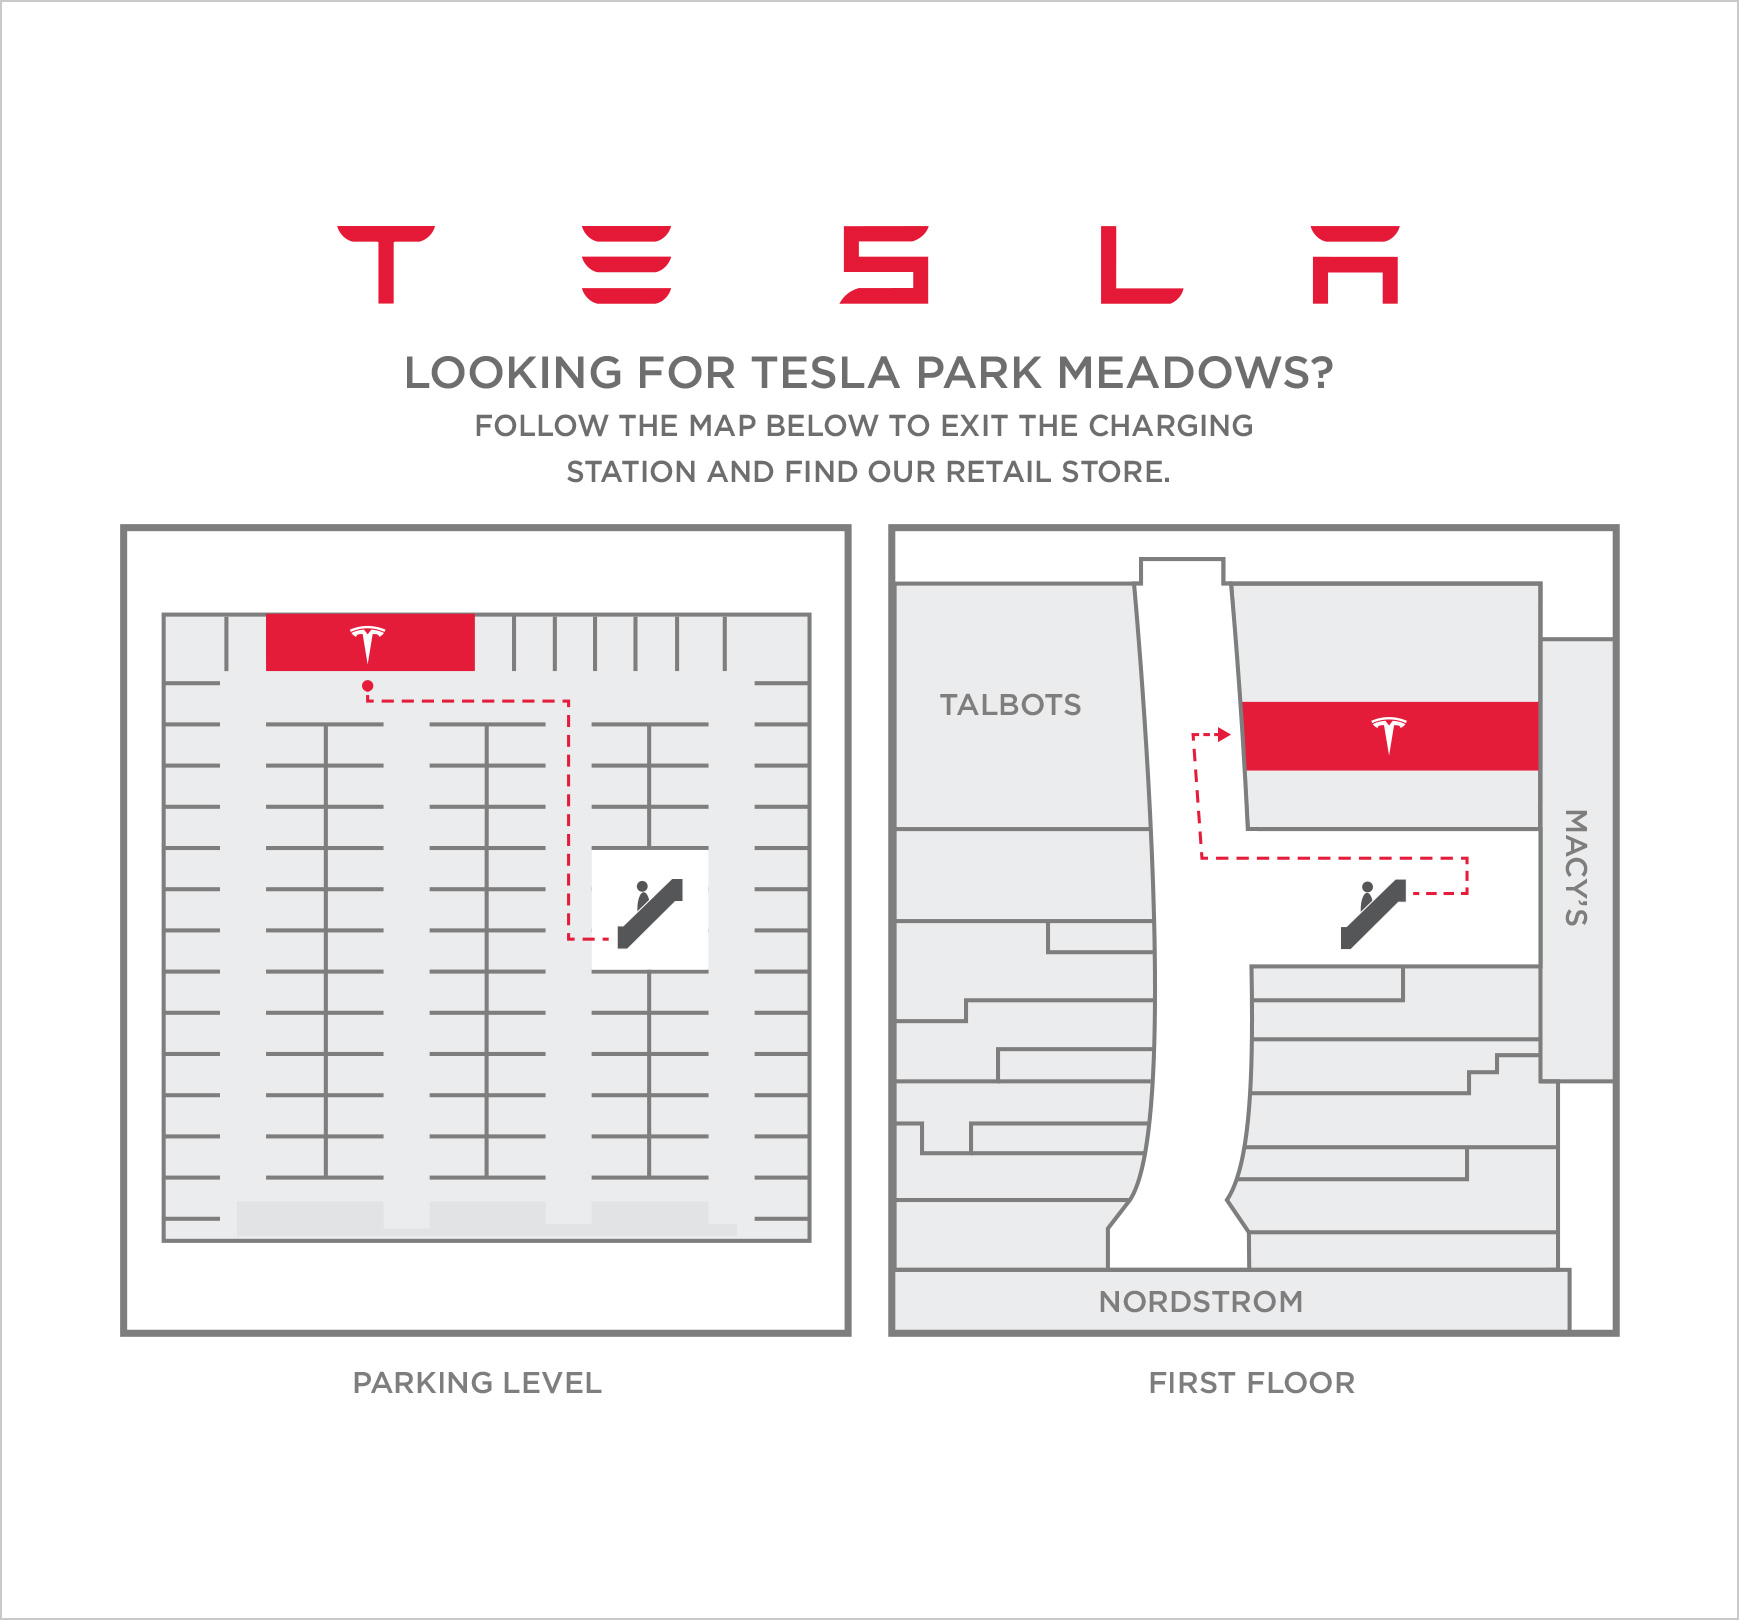 TESLA
LOOKING FOR TESLA PARK MEADOWS?
FOLLOW THE MAP BELOW TO EXIT THE CHARGING
STATION AND FIND OUR RETAIL STORE.
TALBOTS
MACY'S
NORDSTROM
PARKING LEVEL
FIRST FLOOR